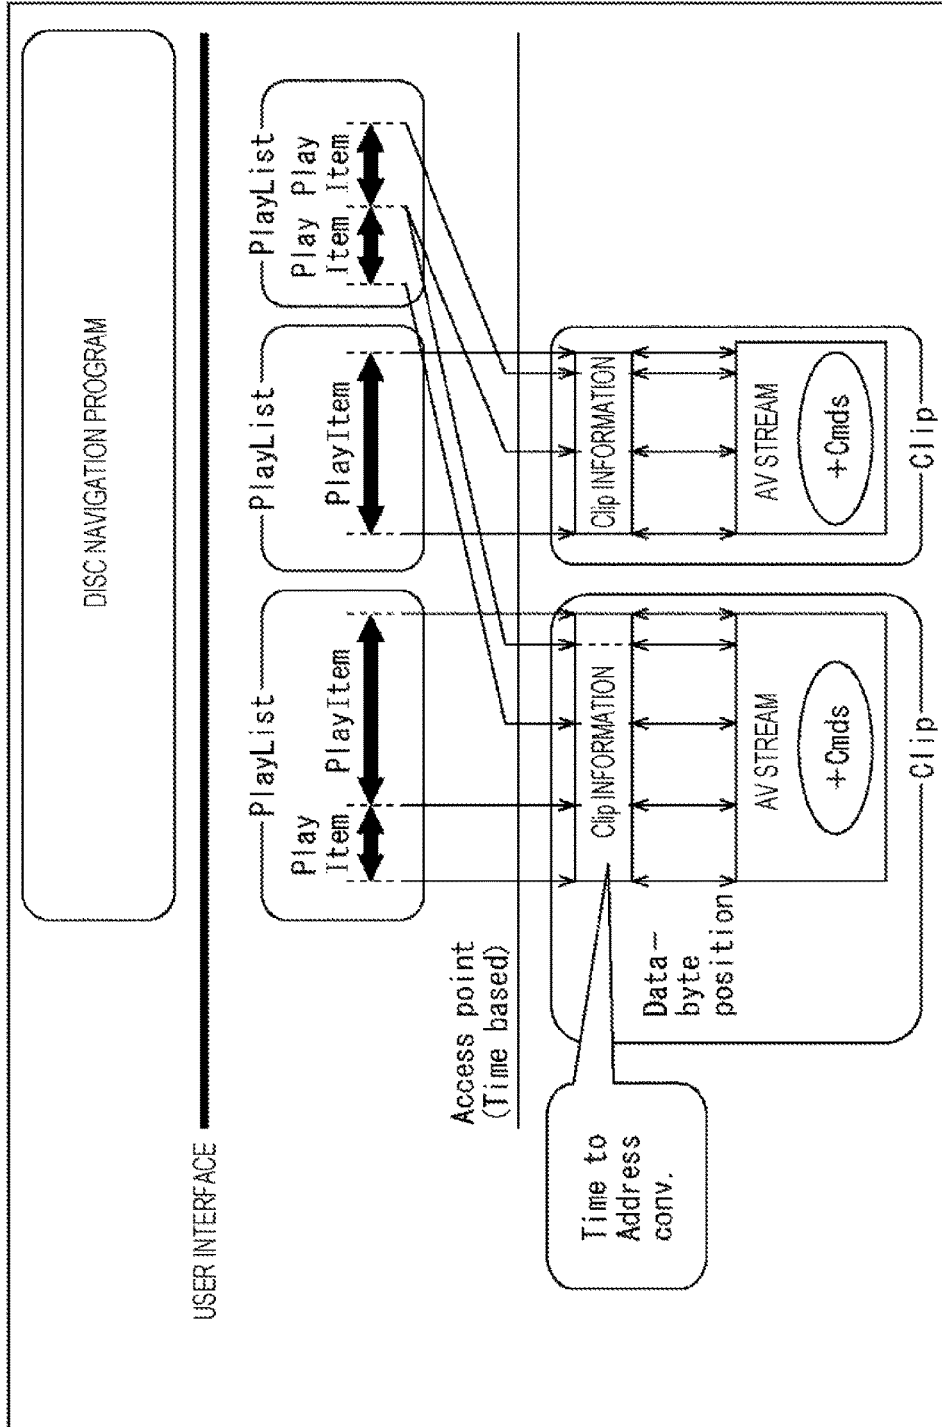 DISC NAVIGATION PROGRAM
USER INTERFACE
PlayList
Play
Item
PlayItem
PlayList
PlayItem
PlayList
Play
Item
Play
Item
Access point
(Time based)
Time to
Address
conv.
Data-
byte
position
Clip INFORMATION
AV STREAM
+Cmds
Clip
Clip INFORMATION
AV STREAM
+Cmds
Clip